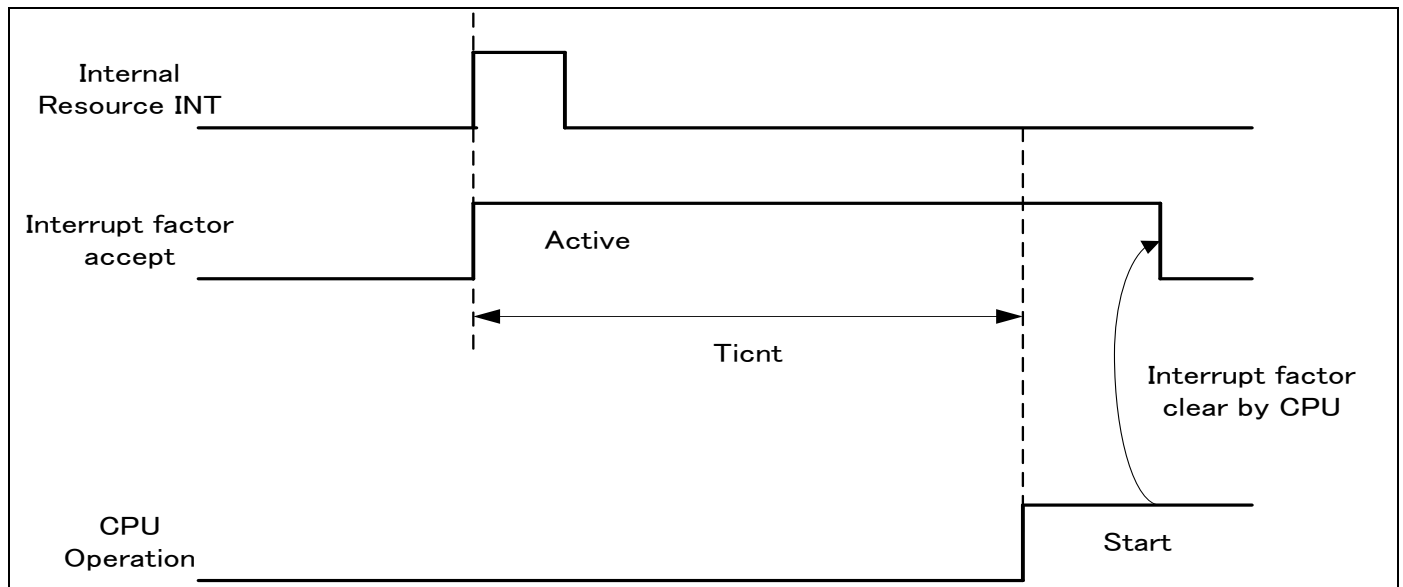 Internal
Resource INT
Interrupt factor
accept
Active
Ticnt
Interrupt factor
clear by CPU
CPU
Operation
Start